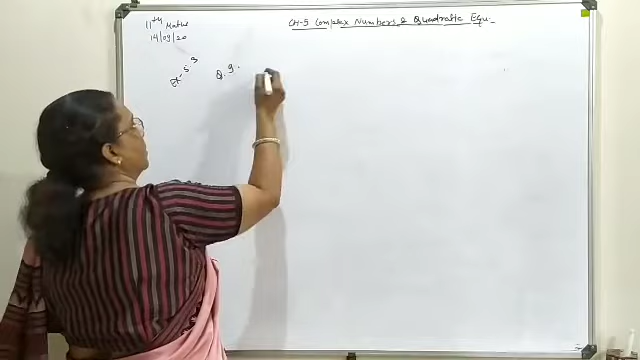 11th Maths
14/09/20
CH-5 Complex Numbers & Quadratic Equ.
Ex-5.3
Q. 9.